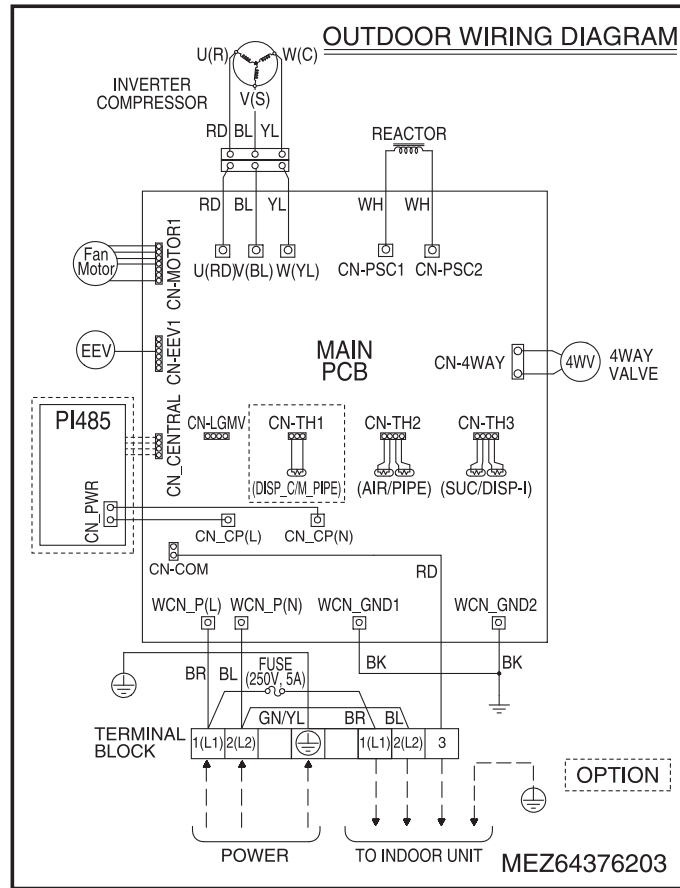 OUTDOOR WIRING DIAGRAM
U(R)
W(C)
INVERTER
COMPRESSOR
V(S)
RD BL YL
REACTOR
RD BL YL
WH WH
Fan
Motor
CN-MOTOR1
U(RD)
V(BL)
W(YL)
CN-PSC1
CN-PSC2
EEV
CN-EEV1
MAIN
PCB
CN-4WAY
4WV
4WAY
VALVE
PI485
CN_CENTRAL
CN-LGMV
CN-TH1
CN-TH2
CN-TH3
(DISP_C/M_PIPE)
(AIR/PIPE)
(SUC/DISP-I)
CN_PWR
CN_CP(L)
CN_CP(N)
CN-COM
RD
WCN_P(L)
WCN_P(N)
WCN_GND1
WCN_GND2
BR BL
FUSE
(250V, 5A)
BK
BK
GN/YL
BR BL
TERMINAL
BLOCK
1(L1) 2(L2) 1(L1) 2(L2) 3
OPTION
POWER
TO INDOOR UNIT
MEZ64376203